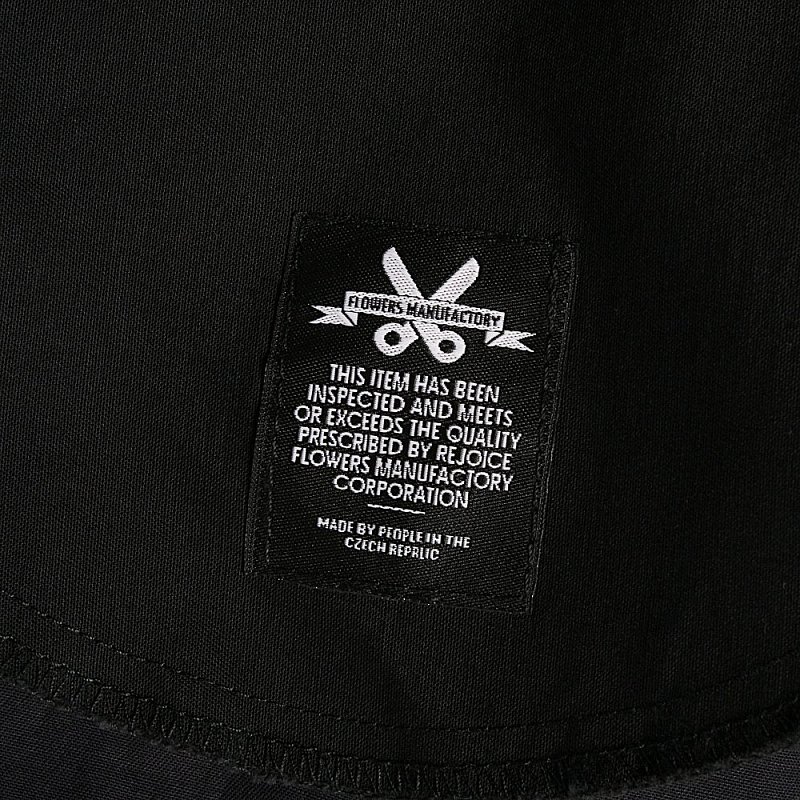 FLOWERS MANUFACTORY
THIS ITEM HAS BEEN
INSPECTED AND MEETS
OR EXCEEDS THE QUALITY
PRESCRIBED BY REJOICE
FLOWERS MANUFACTORY
CORPORATION
MADE BY PEOPLE IN THE
CZECH REPRLIC